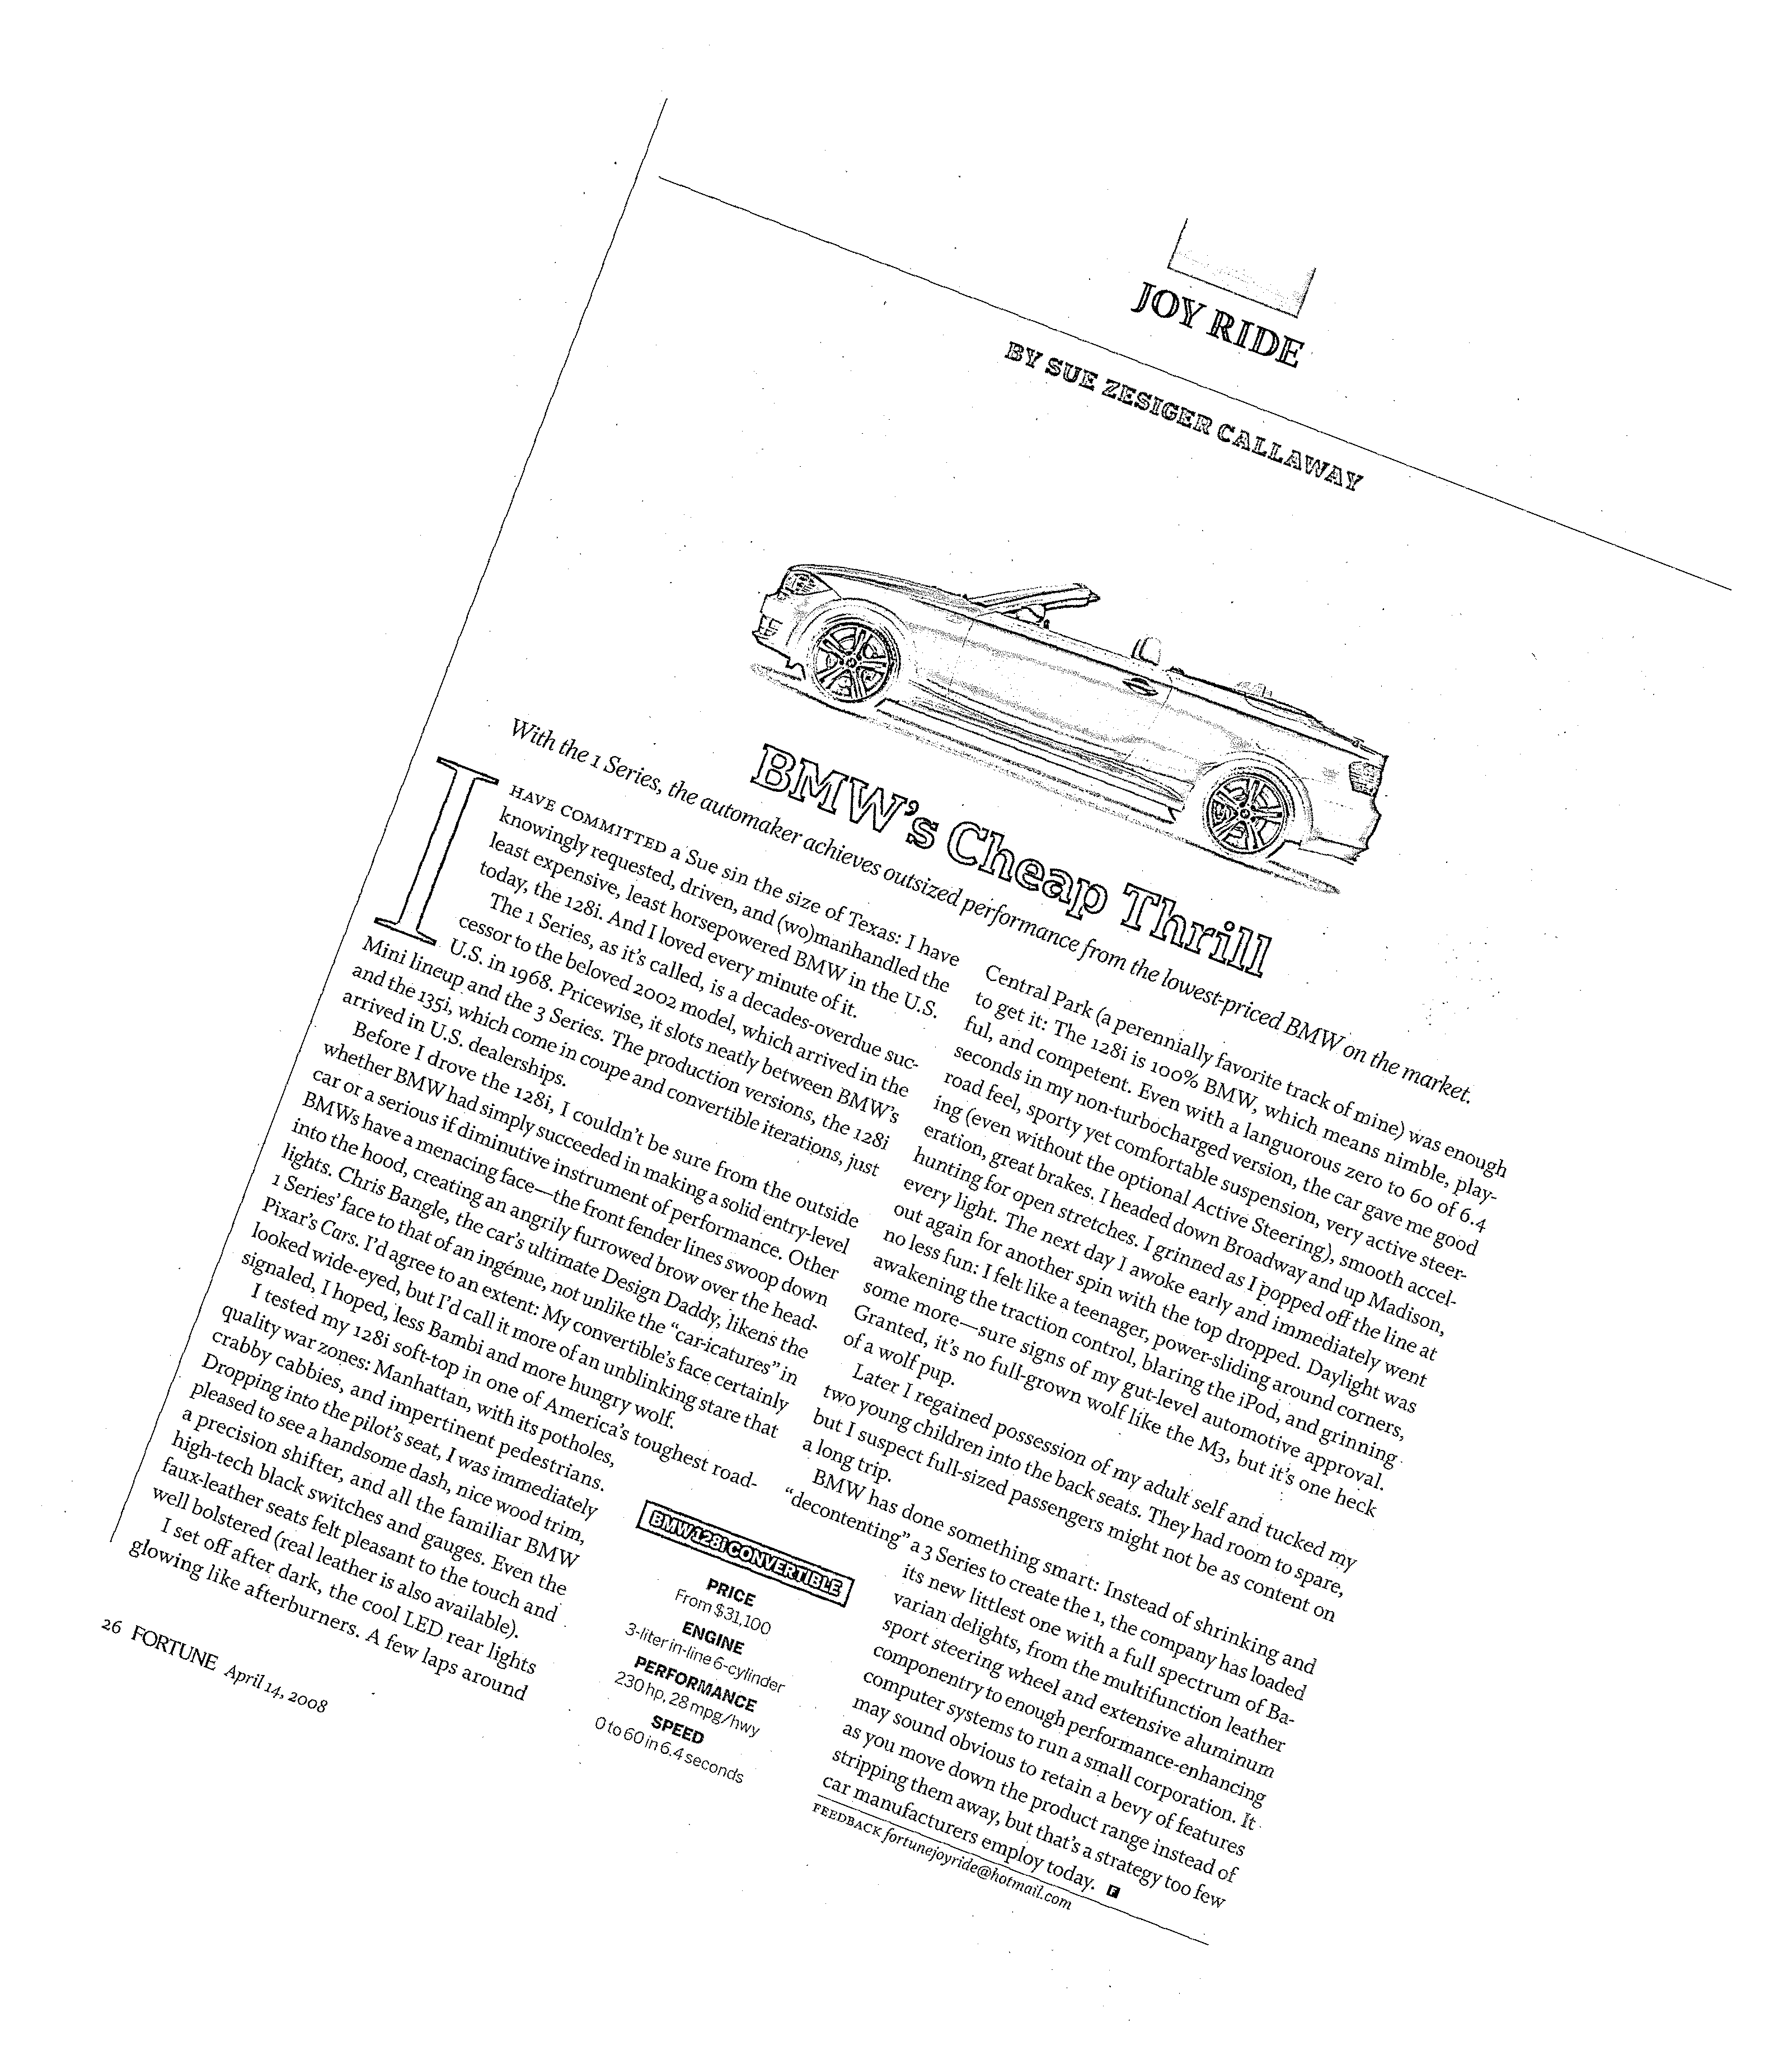 JOY RIDE
BY SUE ZESIGER CALLAWAY
BMW's Cheap Thrill
With the 1 Series, the automaker achieves outsized performance from the lowest-priced BMW on the market.
I HAVE COMMITTED a Sue sin the size of Texas: I have
knowingly requested, driven, and (wo)manhandled the
least expensive, least horsepowered BMW in the U.S.
today, the 128i. And I loved every minute of it.
The 1 Series, as it's called, is a decades-overdue suc-
cessor to the beloved 2002 model, which arrived in the
U.S. in 1968. Pricewise, it slots neatly between BMW's
Mini lineup and the 3 Series. The production versions, the 128i
and the 135i, which come in coupe and convertible iterations, just
arrived in U.S. dealerships.
Before I drove the 128i, I couldn't be sure from the outside
whether BMW had simply succeeded in making a solid entry-level
car or a serious if diminutive instrument of performance. Other
BMWs have a menacing face—the front fender lines swoop down
into the hood, creating an angrily furrowed brow over the head-
lights. Chris Bangle, the car's ultimate Design Daddy, likens the
1 Series' face to that of an ingénue, not unlike the "car-icatures" in
Pixar's Cars. I'd agree to an extent: My convertible's face certainly
looked wide-eyed, but I'd call it more of an unblinking stare that
signaled, I hoped, less Bambi and more hungry wolf.
I tested my 128i soft-top in one of America's toughest road-
quality war zones: Manhattan, with its potholes,
crabby cabbies, and impertinent pedestrians.
Dropping into the pilot's seat, I was immediately
pleased to see a handsome dash, nice wood trim,
a precision shifter, and all the familiar BMW
high-tech black switches and gauges. Even the
faux-leather seats felt pleasant to the touch and
well bolstered (real leather is also available).
I set off after dark, the cool LED rear lights
glowing like afterburners. A few laps around
Central Park (a perennially favorite track of mine) was enough
to get it: The 128i is 100% BMW, which means nimble, play-
ful, and competent. Even with a languorous zero to 60 of 6.4
seconds in my non-turbocharged version, the car gave me good
road feel, sporty yet comfortable suspension, very active steer-
ing (even without the optional Active Steering), smooth accel-
eration, great brakes. I headed down Broadway and up Madison,
hunting for open stretches. I grinned as I popped off the line at
every light. The next day I awoke early and immediately went
out again for another spin with the top dropped. Daylight was
no less fun: I felt like a teenager, power-sliding around corners,
awakening the traction control, blaring the iPod, and grinning
some more—sure signs of my gut-level automotive approval.
Granted, it's no full-grown wolf like the M3, but it's one heck
of a wolf pup.
Later I regained possession of my adult self and tucked my
two young children into the back seats. They had room to spare,
but I suspect full-sized passengers might not be as content on
a long trip.
BMW has done something smart: Instead of shrinking and
"decontenting" a 3 Series to create the 1, the company has loaded
its new littlest one with a full spectrum of Ba-
varian delights, from the multifunction leather
sport steering wheel and extensive aluminum
componentry to enough performance-enhancing
computer systems to run a small corporation. It
may sound obvious to retain a bevy of features
as you move down the product range instead of
stripping them away, but that's a strategy too few
car manufacturers employ today. F
FEEDBACK fortunejoyride@hotmail.com
BMW 128i CONVERTIBLE
PRICE
From $31,100
ENGINE
3-liter in-line 6-cylinder
PERFORMANCE
230 hp, 28 mpg/hwy
SPEED
0 to 60 in 6.4 seconds
26 FORTUNE April 14, 2008